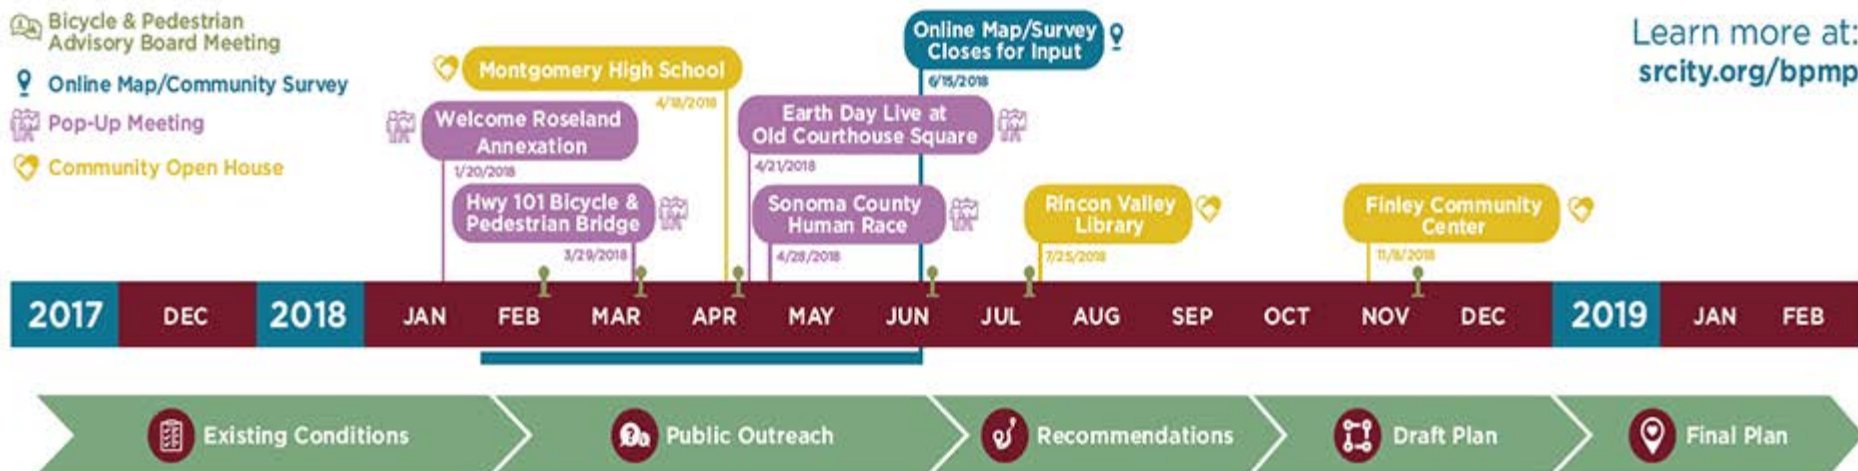 Bicycle & Pedestrian
Advisory Board Meeting
Online Map/Community Survey
Pop-Up Meeting
Community Open House
Montgomery High School
4/18/2018
Welcome Roseland
Annexation
1/20/2018
Hwy 101 Bicycle &
Pedestrian Bridge
3/29/2018
Online Map/Survey
Closes for Input
6/15/2018
Earth Day Live at
Old Courthouse Square
4/21/2018
Sonoma County
Human Race
4/28/2018
Rincon Valley
Library
7/25/2018
Finley Community
Center
11/8/2018
Learn more at:
srcity.org/bpmp
2017 DEC 2018 JAN FEB MAR APR MAY JUN JUL AUG SEP OCT NOV DEC 2019 JAN FEB
Existing Conditions
Public Outreach
Recommendations
Draft Plan
Final Plan